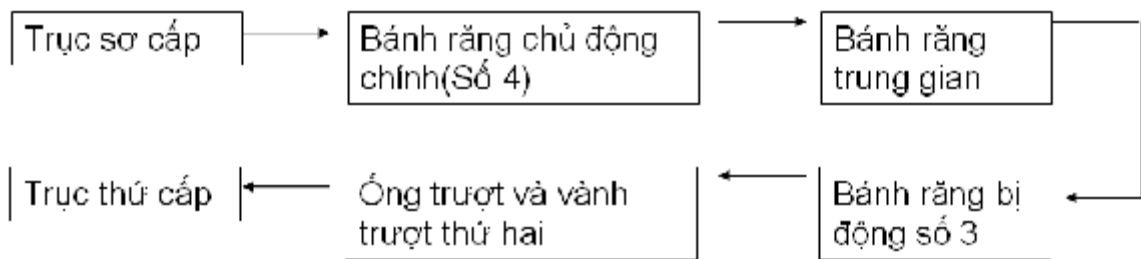 Trục sơ cấp
Bánh răng chủ động
chính(Số 4)
Bánh răng
trung gian
Trục thứ cấp
Ống trượt và vành
trượt thứ hai
Bánh răng bị
động số 3